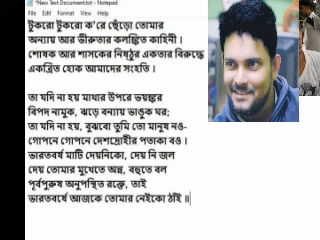 *New Text Document.txt - Notepad
File Edit Format View Help
টুকরো টুকরো ক'রে ছেঁড়ো তোমার
অন্যায় আর ভীরুতার কলঙ্কিত কাহিনী।
শোষক আর শাসকের নিষ্ঠুর একতার বিরুদ্ধে
একত্রিত হোক আমাদের সংহতি।
তা যদি না হয় মাথার উপরে ভয়ঙ্কর
বিপদ নামুক, ঝড়ে বন্যায় ভাঙুক ঘর;
তা যদি না হয়, বুঝবো তুমি তো মানুষ নও-
গোপনে গোপনে দেশদ্রোহীর পতাকা বও।
ভারতবর্ষ মাটি দেয়নিকো, দেয় নি জল
দেয় তোমার মুখেতে অন্ন, বহুতে বল
পূর্বপুরুষ অনুপস্থিত রক্তে, তাই
ভারতবর্ষে আজকে তোমার নেইকো ঠাঁই॥